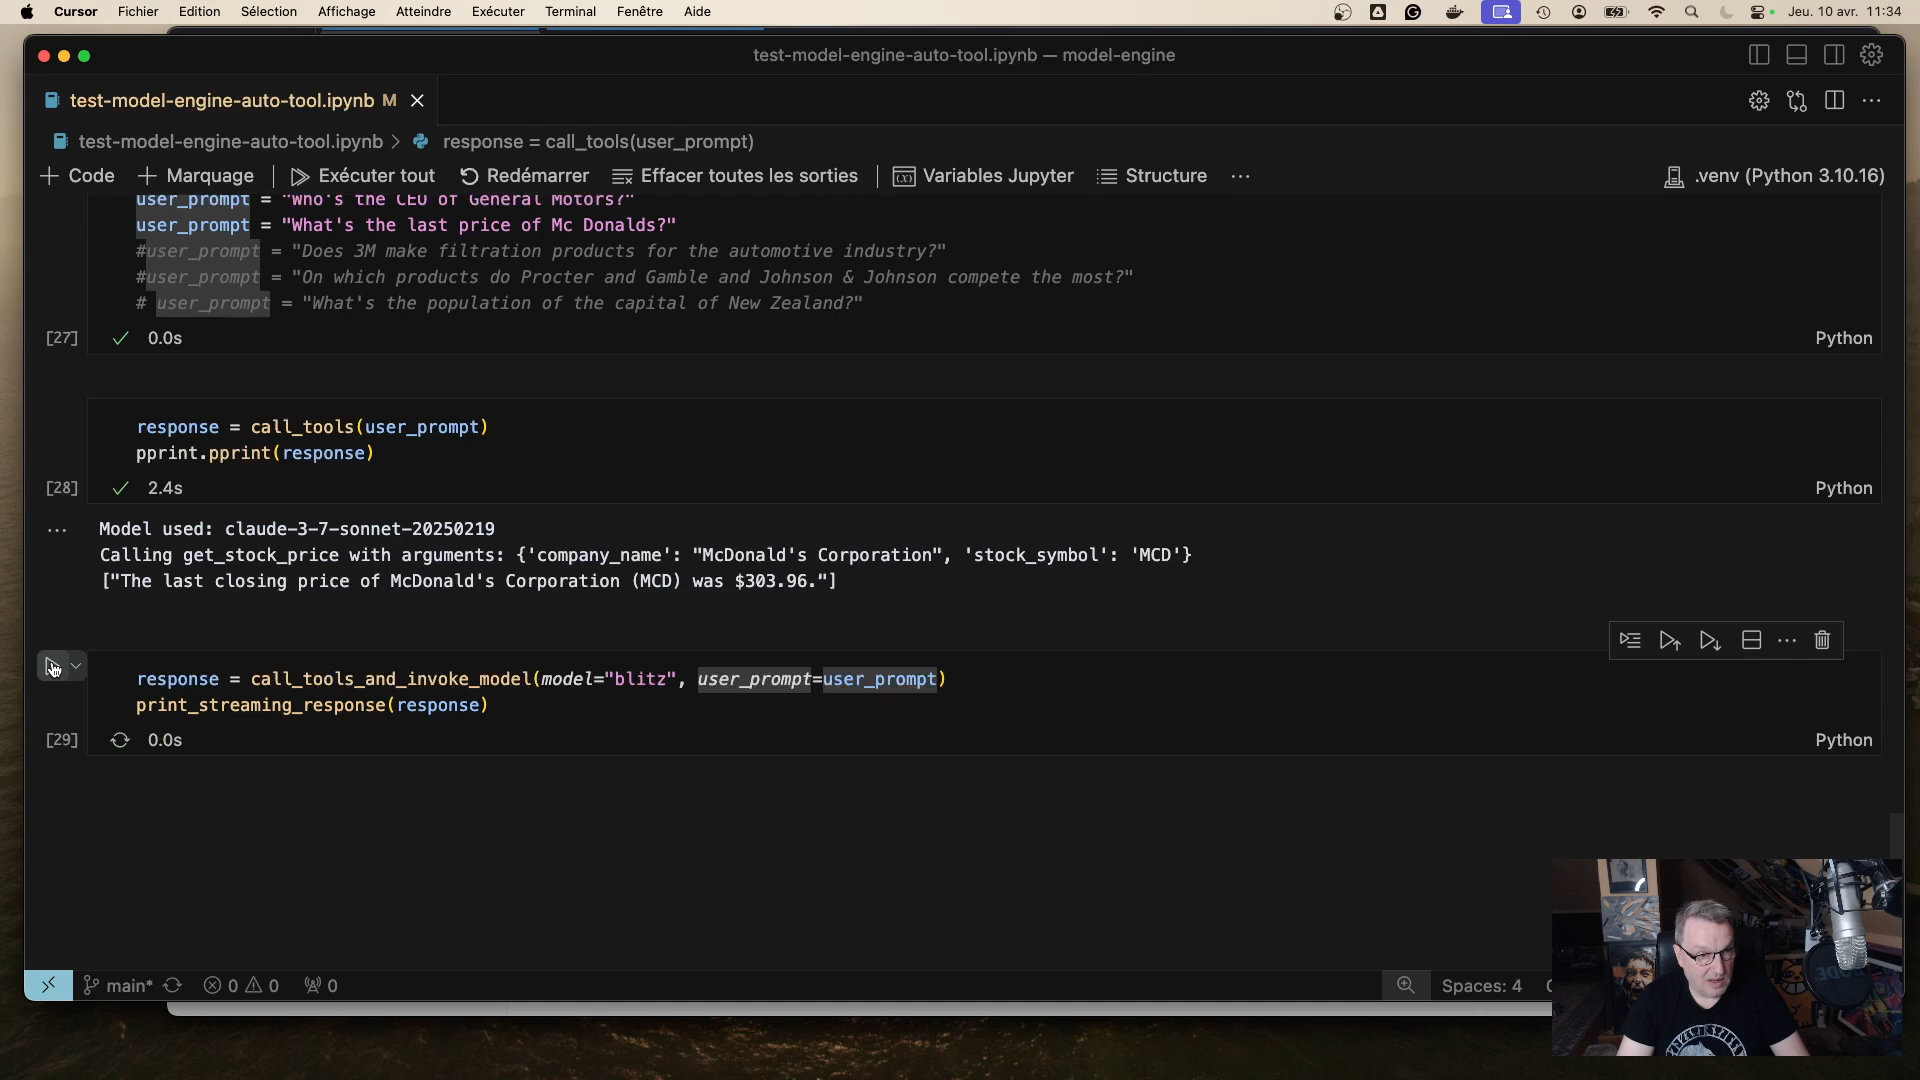 Cursor Fichier Edition Sélection Affichage Atteindre Exécuter Terminal Fenêtre Aide Jeu. 10 avr. 11:34
test-model-engine-auto-tool.ipynb — model-engine
test-model-engine-auto-tool.ipynb M
test-model-engine-auto-tool.ipynb > response = call_tools(user_prompt)
Code Marquage Exécuter tout Redémarrer Effacer toutes les sorties Variables Jupyter Structure ... .venv (Python 3.10.16)
user_prompt = "Who's the CEO of General Motors?"
user_prompt = "What's the last price of Mc Donalds?"
#user_prompt = "Does 3M make filtration products for the automotive industry?"
#user_prompt = "On which products do Procter and Gamble and Johnson & Johnson compete the most?"
# user_prompt = "What's the population of the capital of New Zealand?"
[27] 0.0s Python
response = call_tools(user_prompt)
pprint.pprint(response)
[28] 2.4s Python
Model used: claude-3-7-sonnet-20250219
Calling get_stock_price with arguments: {'company_name': "McDonald's Corporation", 'stock_symbol': 'MCD'}
["The last closing price of McDonald's Corporation (MCD) was $303.96."]
response = call_tools_and_invoke_model(model="blitz", user_prompt=user_prompt)
print_streaming_response(response)
[29] 0.0s Python
main* 0 0 0 Spaces: 4